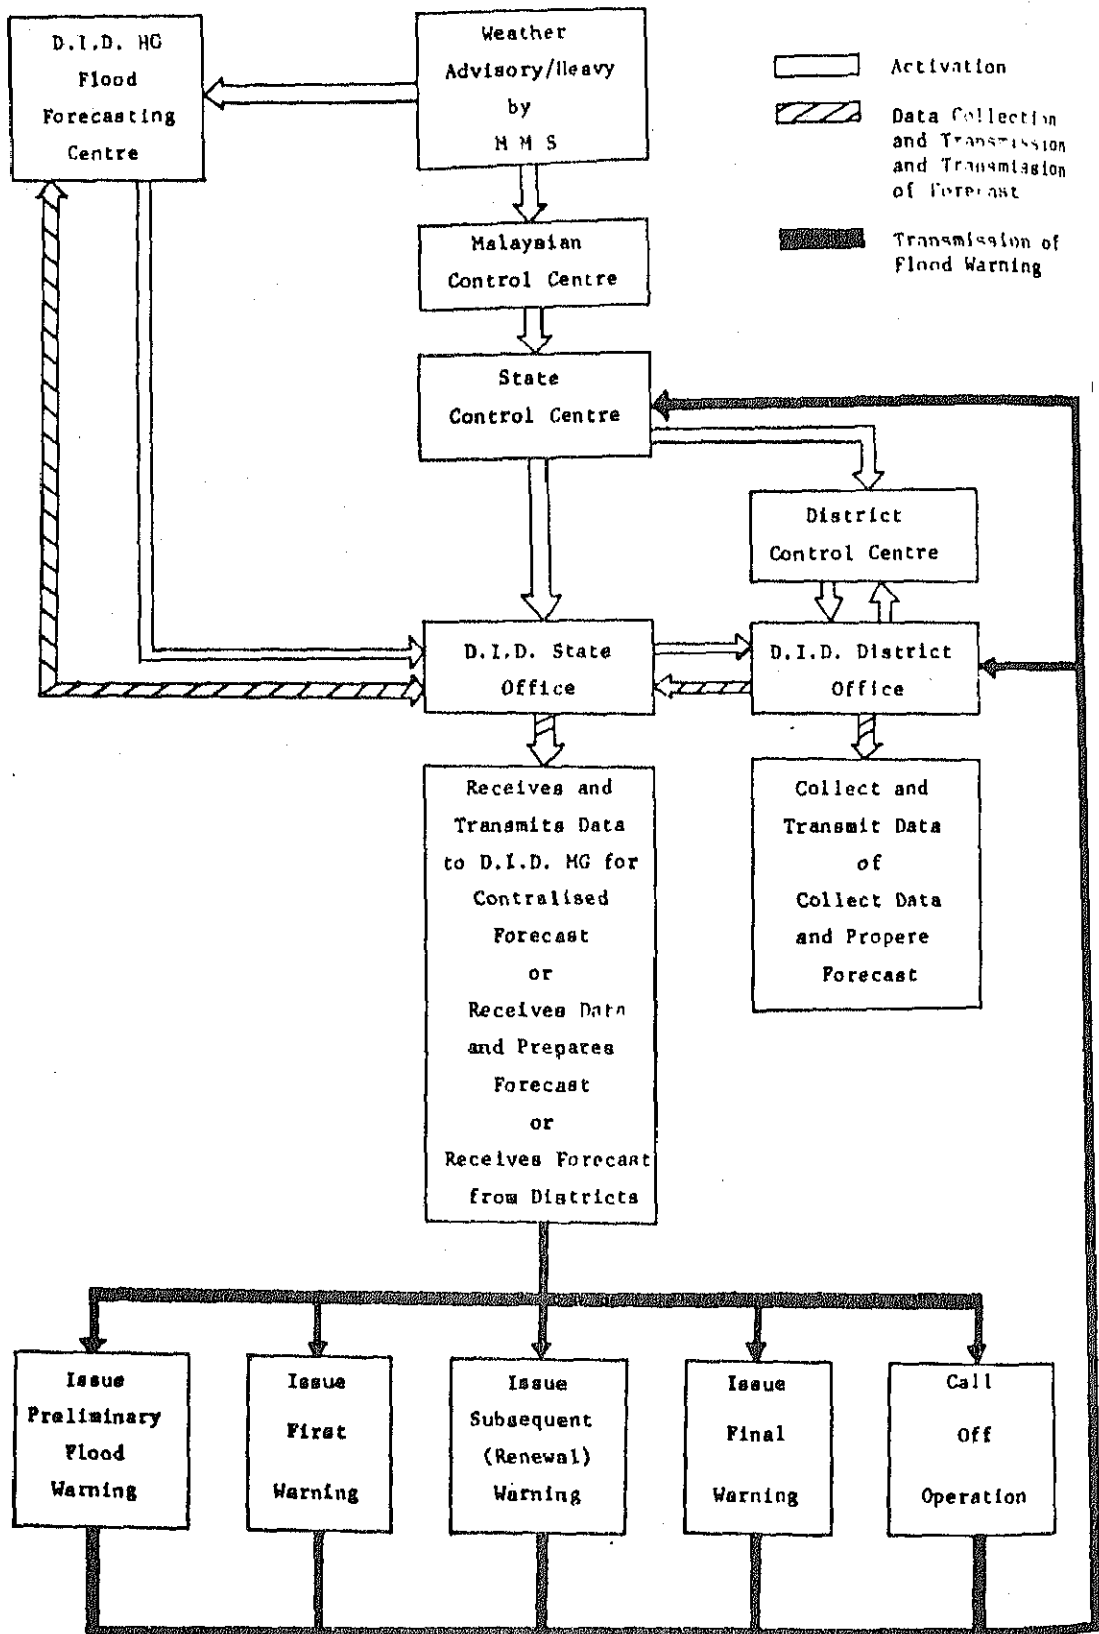 D.I.D. HG
Flood
Forecasting
Centre
Weather
Advisory/Heavy
by
M M S
Activation
Data Collection
and Transmission
and Transmission
of Forecast
Transmission of
Flood Warning
Malaysian
Control Centre
State
Control Centre
District
Control Centre
D.I.D. State
Office
D.I.D. District
Office
Receives and
Transmits Data
to D.I.D. HG for
Contralised
Forecast
or
Receives Data
and Prepares
Forecast
or
Receives Forecast
from Districts
Collect and
Transmit Data
of
Collect Data
and Propere
Forecast
Issue
Preliminary
Flood
Warning
Issue
First
Warning
Issue
Subsequent
(Renewal)
Warning
Issue
Final
Warning
Call
Off
Operation